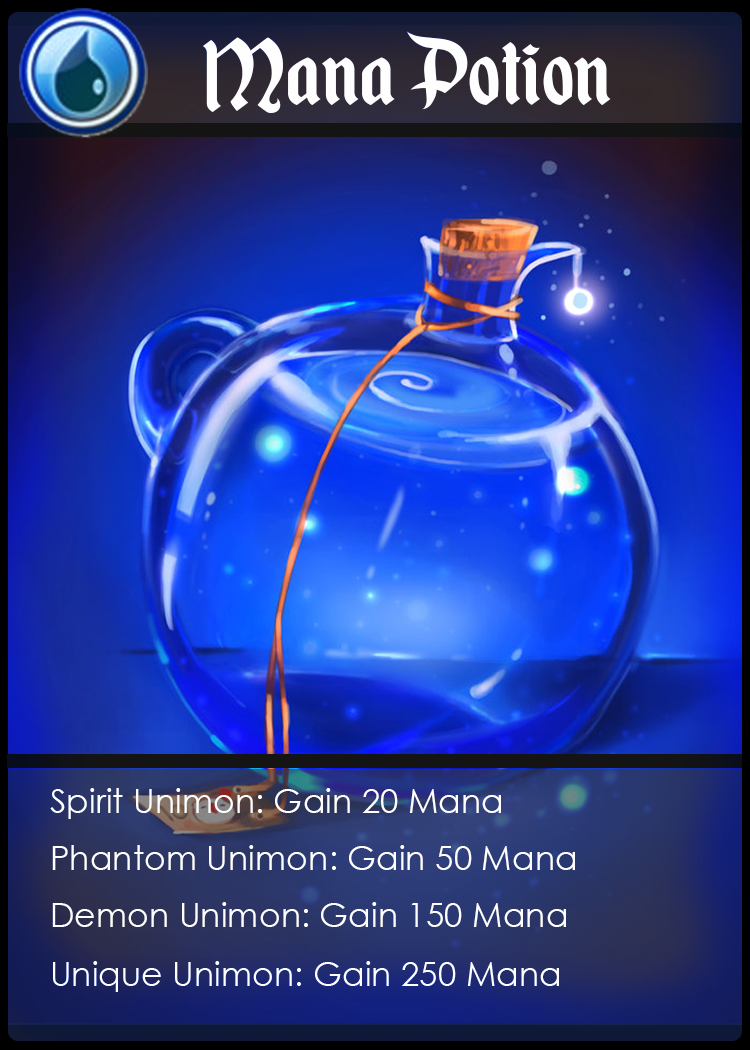 Mana Potion
Spirit Unimon: Gain 20 Mana
Phantom Unimon: Gain 50 Mana
Demon Unimon: Gain 150 Mana
Unique Unimon: Gain 250 Mana